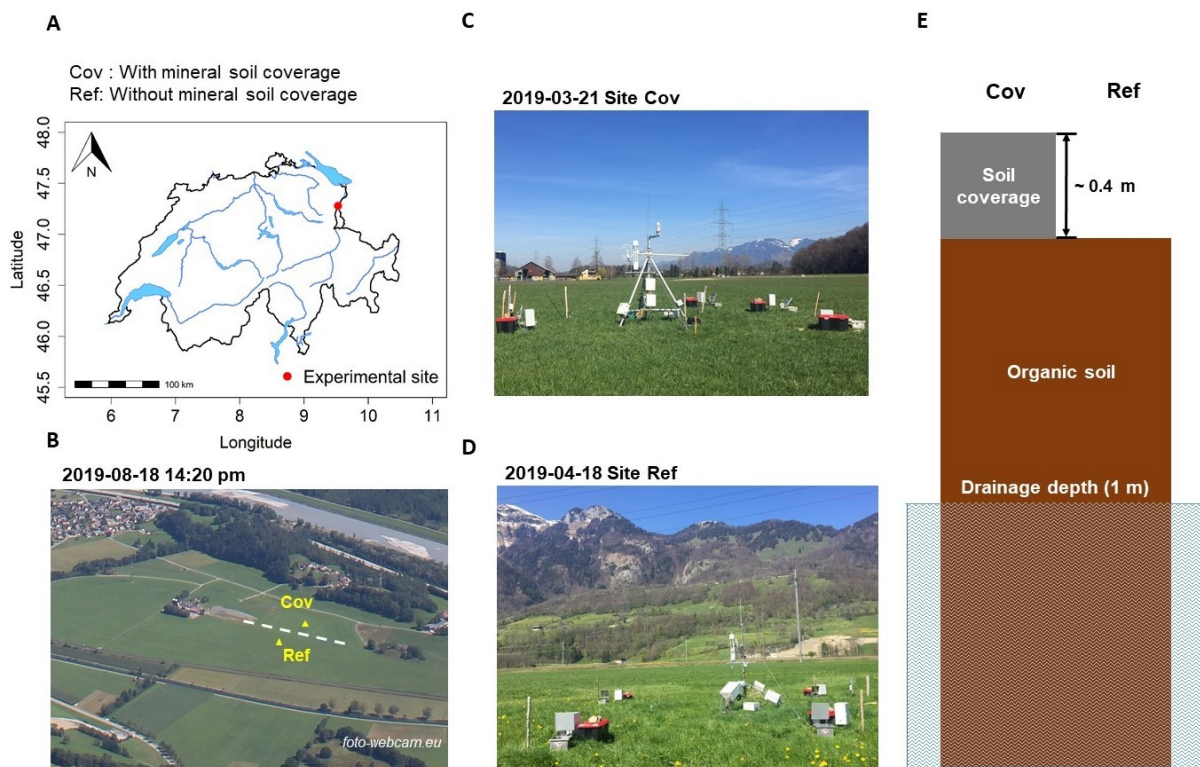 A
Cov : With mineral soil coverage
Ref: Without mineral soil coverage
48.0
47.5
47.0
46.5
46.0
45.5
Latitude
N
100 km
Experimental site
6 7 8 9 10 11
Longitude
B
2019-08-18 14:20 pm
Cov
Ref
foto-webcam.eu
C
2019-03-21 Site Cov
D
2019-04-18 Site Ref
E
Cov Ref
Soil
coverage
~ 0.4 m
Organic soil
Drainage depth (1 m)